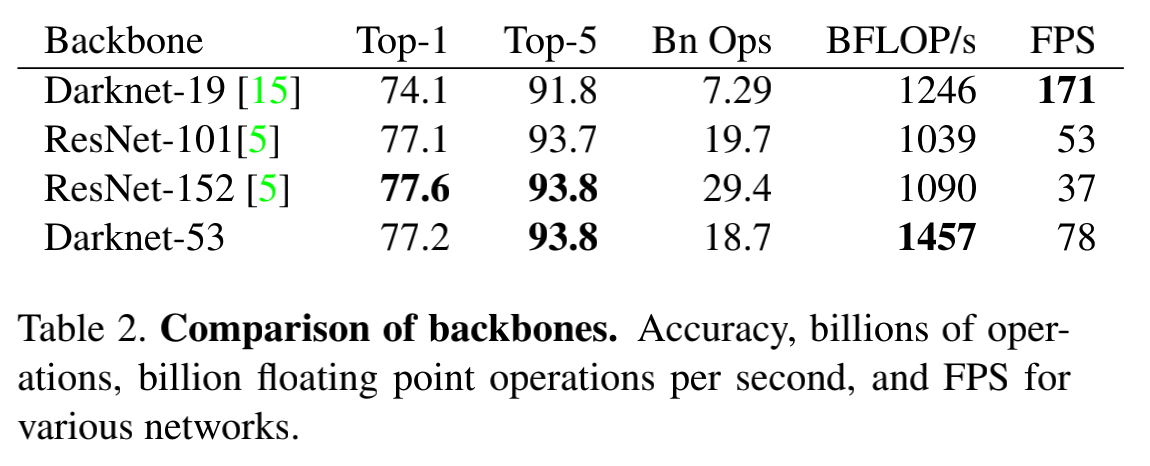 Backbone Top-1 Top-5 Bn Ops BFLOP/s FPS
Darknet-19 [15] 74.1 91.8 7.29 1246 171
ResNet-101[5] 77.1 93.7 19.7 1039 53
ResNet-152 [5] 77.6 93.8 29.4 1090 37
Darknet-53 77.2 93.8 18.7 1457 78
Table 2. Comparison of backbones. Accuracy, billions of oper-
ations, billion floating point operations per second, and FPS for
various networks.